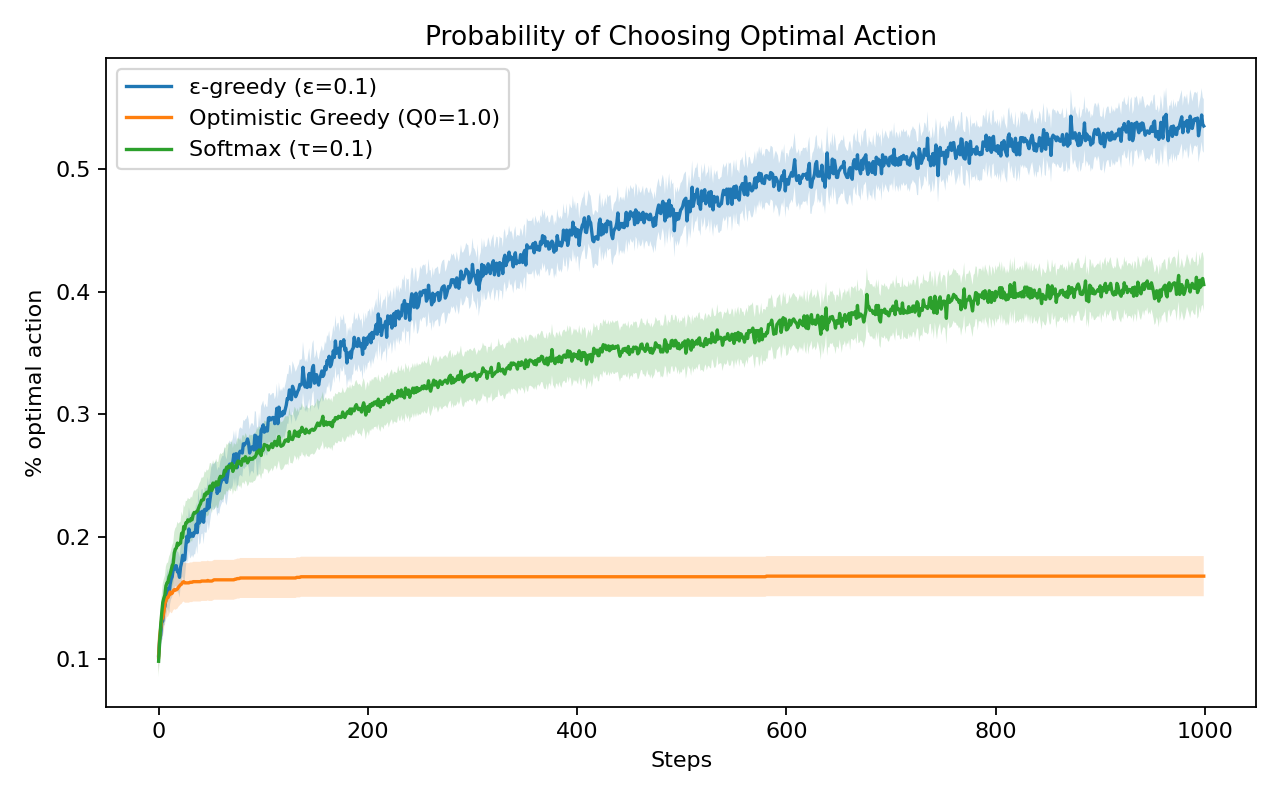 Probability of Choosing Optimal Action
ε-greedy (ε=0.1)
Optimistic Greedy (Q0=1.0)
Softmax (τ=0.1)
% optimal action
0.5
0.4
0.3
0.2
0.1
0 200 400 600 800 1000
Steps